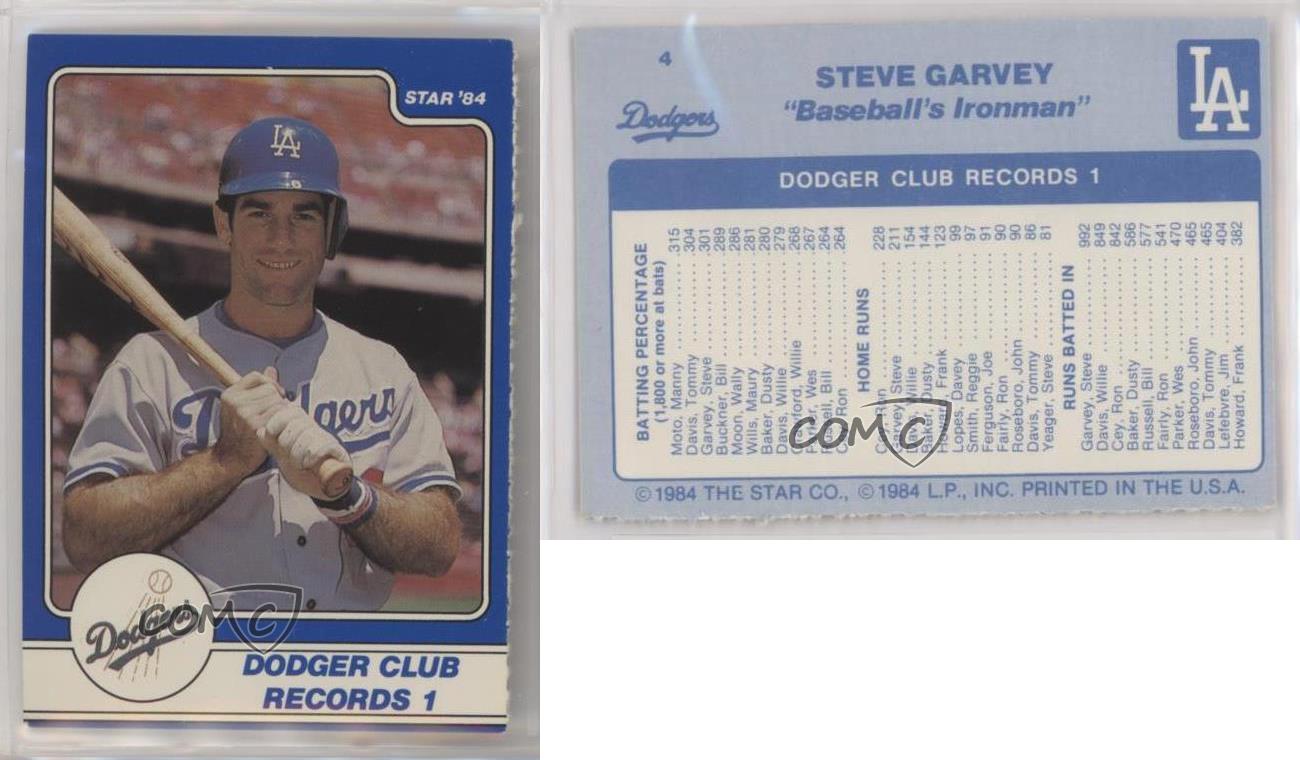 STAR '84
LA
Dodgers
COMC
Dodgers
DODGER CLUB
RECORDS 1
4
STEVE GARVEY
"Baseball's Ironman"
Dodgers
LA
DODGER CLUB RECORDS 1
BATTING PERCENTAGE
(1,800 or more at bats)
Moto, Manny 315
Davis, Tommy 304
Garvey, Steve 301
Buckner, Bill 289
Moon, Wally 286
Wills, Maury 281
Baker, Dusty 280
Davis, Willie 279
Crawford, Willie 268
Parker, Wes 267
Russell, Bill 264
Cey, Ron 264
HOME RUNS
Cey, Ron 228
Garvey, Steve 211
Davis, Willie 154
Baker, Dusty 144
Howard, Frank 123
Lopes, Davey 99
Smith, Reggie 97
Ferguson, Joe 91
Fairly, Ron 90
Roseboro, John 90
Davis, Tommy 86
Yeager, Steve 81
RUNS BATTED IN
Garvey, Steve 992
Davis, Willie 849
Cey, Ron 842
Baker, Dusty 586
Russell, Bill 577
Fairly, Ron 541
Parker, Wes 470
Roseboro, John 465
Davis, Tommy 465
Lefebvre, Jim 404
Howard, Frank 382
COMC
©1984 THE STAR CO., ©1984 L.P., INC. PRINTED IN THE U.S.A.